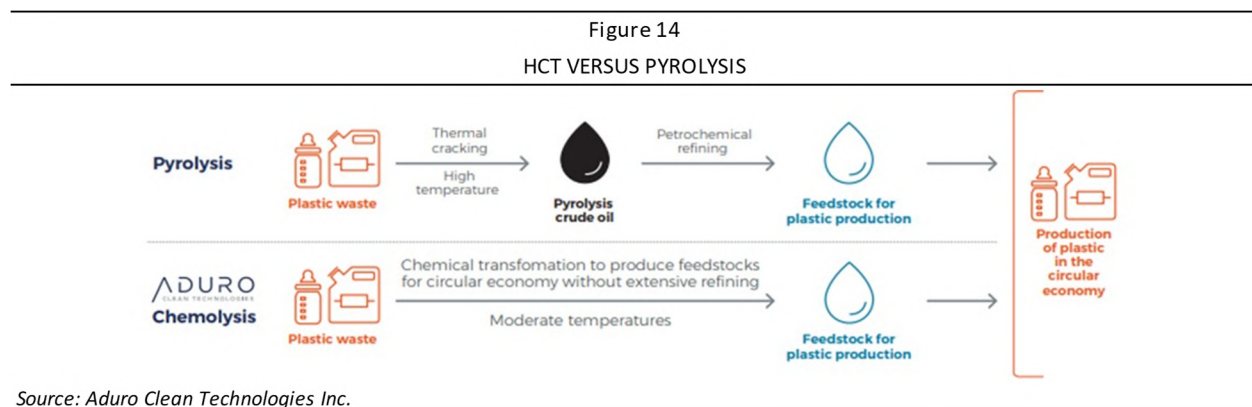 Figure 14
HCT VERSUS PYROLYSIS
Pyrolysis
Plastic waste
Thermal
cracking
High
temperature
Pyrolysis
crude oil
Petrochemical
refining
Feedstock for
plastic production
ADURO
CLEAN TECHNOLOGIES
Chemolysis
Plastic waste
Chemical transfomation to produce feedstocks
for circular economy without extensive refining
Moderate temperatures
Feedstock for
plastic production
Production
of plastic
in the
circular
economy
Source: Aduro Clean Technologies Inc.